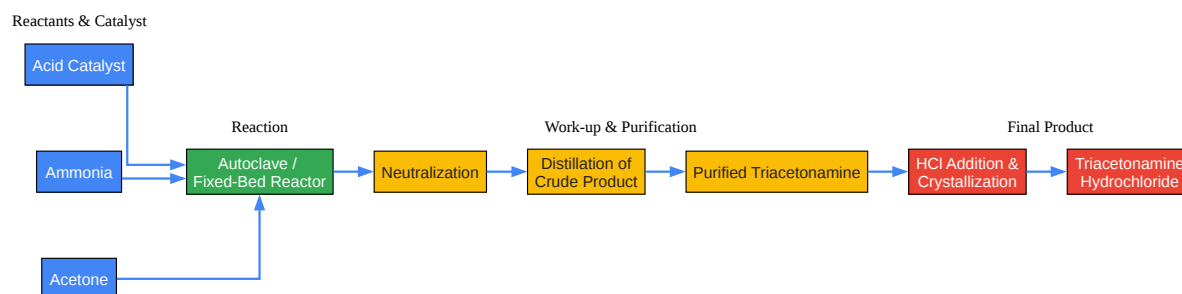 Reactants & Catalyst
Acid Catalyst
Reaction
Work-up & Purification
Final Product
Ammonia
Autoclave /
Fixed-Bed Reactor
Neutralization
Distillation of
Crude Product
Purified Triacetonamine
HCl Addition &
Crystallization
Triacetonamine
Hydrochloride
Acetone